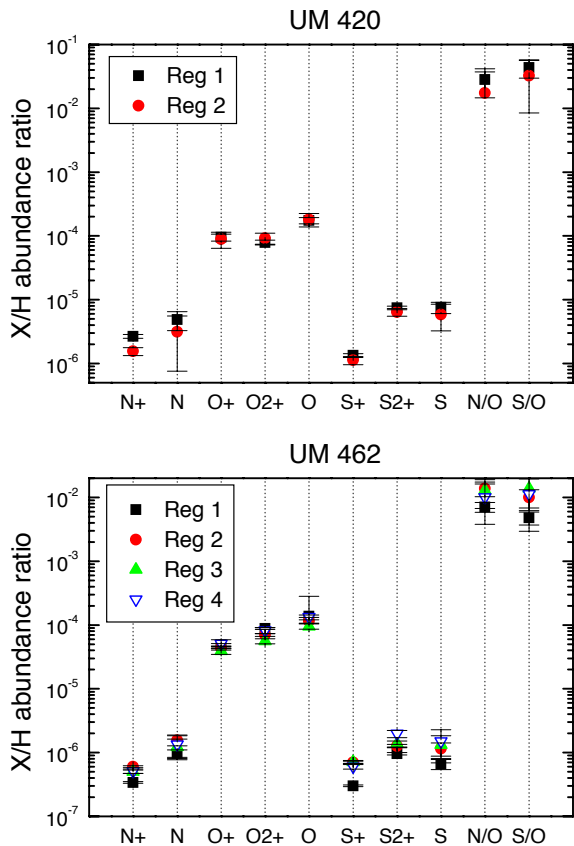 UM 420
10^-1
10^-2
10^-3
10^-4
10^-5
10^-6
X/H abundance ratio
Reg 1
Reg 2
N+ N O+ O2+ O S+ S2+ S N/O S/O
UM 462
10^-2
10^-3
10^-4
10^-5
10^-6
10^-7
X/H abundance ratio
Reg 1
Reg 2
Reg 3
Reg 4
N+ N O+ O2+ O S+ S2+ S N/O S/O